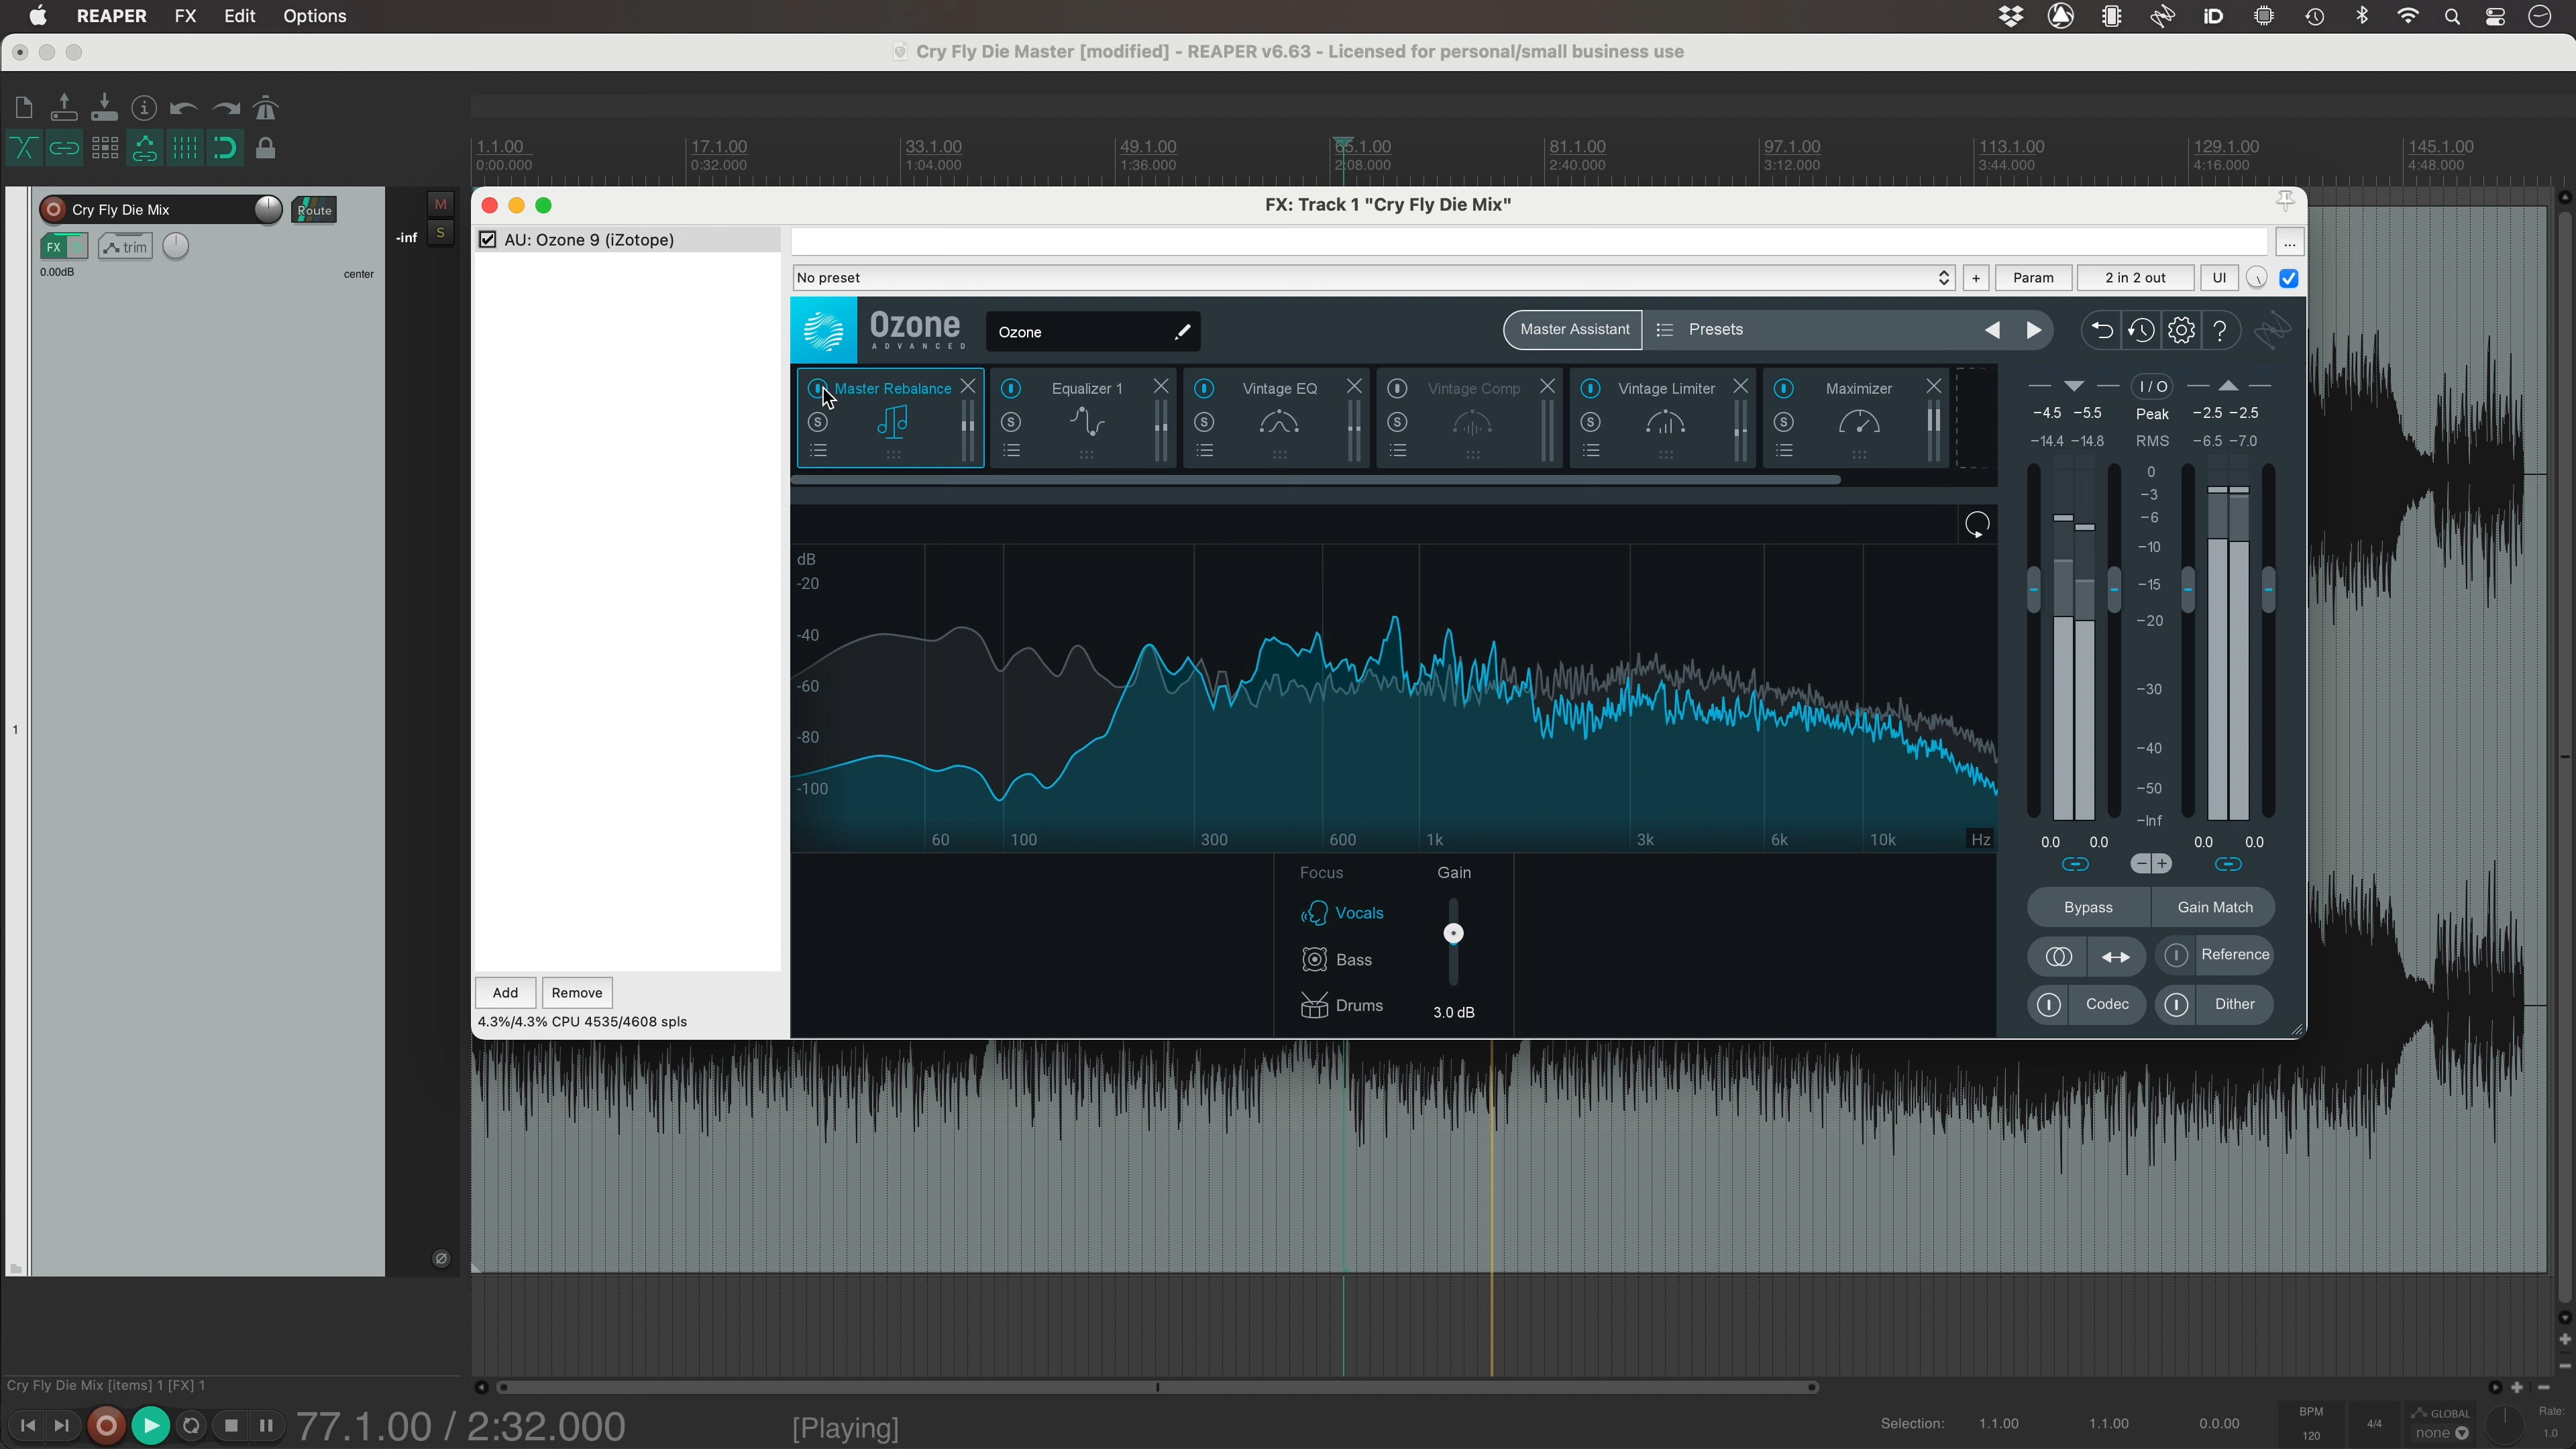 REAPER FX Edit Options
iD
Cry Fly Die Master [modified] - REAPER v6.63 - Licensed for personal/small business use
1.1.00 17.1.00 33.1.00 49.1.00 65.1.00 81.1.00 97.1.00 113.1.00 129.1.00 145.1.00
0:00.000 0:32.000 1:04.000 1:36.000 2:08.000 2:40.000 3:12.000 3:44.000 4:16.000 4:48.000
Cry Fly Die Mix Route M
FX trim -inf S
0.00dB center
1
FX: Track 1 "Cry Fly Die Mix"
AU: Ozone 9 (iZotope) ...
No preset + Param 2 in 2 out UI
Ozone
ADVANCED
Ozone
Master Assistant Presets ?
Master Rebalance Equalizer 1 Vintage EQ Vintage Comp Vintage Limiter Maximizer
S S S S S S
I / O
-4.5 -5.5 Peak -2.5 -2.5
-14.4 -14.8 RMS -6.5 -7.0
0
-3
-6
-10
-15
-20
-30
-40
-50
-Inf
dB
-20
-40
-60
-80
-100
60 100 300 600 1k 3k 6k 10k Hz
0.0 0.0 0.0 0.0
Focus Gain
Vocals
Bass
Drums 3.0 dB
Bypass Gain Match
Reference
Codec Dither
Add Remove
4.3%/4.3% CPU 4535/4608 spls
Cry Fly Die Mix [items] 1 [FX] 1
77.1.00 / 2:32.000 [Playing]
Selection: 1.1.00 1.1.00 0.0.00
BPM
120
4/4
GLOBAL
none
Rate:
1.0